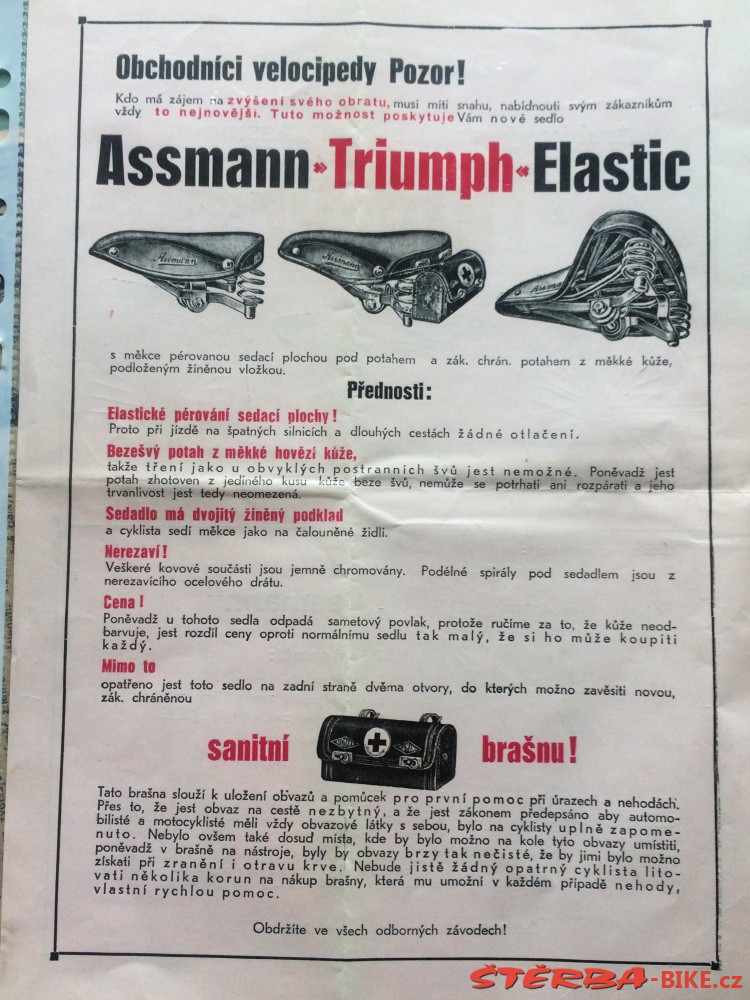 Obchodníci velocipedy Pozor!
Kdo má zájem na zvýšení svého obratu, musí míti snahu, nabídnouti svým zákazníkům
vždy to nejnovější. Tuto možnost poskytuje Vám nové sedlo
Assmann »Triumph« Elastic
Assmann
Assmann
Assma
s měkce pérovanou sedací plochou pod potahem a zák. chrán. potahem z měkké kůže,
podloženým žíněnou vložkou.
Přednosti:
Elastické pérování sedací plochy!
Proto při jízdě na špatných silnicích a dlouhých cestách žádné otlačení.
Bezešvý potah z měkké hovězí kůže,
takže tření jako u obvyklých postranních švů jest nemožné. Poněvadž jest
potah zhotoven z jediného kusu kůže beze švů, nemůže se potrhati ani rozpárati a jeho
trvanlivost jest tedy neomezená.
Sedadlo má dvojitý žíněný podklad
a cyklista sedí měkce jako na čalouněné židli.
Nerezaví!
Veškeré kovové součásti jsou jemně chromovány. Podélné spirály pod sedadlem jsou z
nerezavícího ocelového drátu.
Cena!
Poněvadž u tohoto sedla odpadá sametový povlak, protože ručíme za to, že kůže neod-
barvuje, jest rozdíl ceny oproti normálnímu sedlu tak malý, že si ho může koupiti
každý.
Mimo to
opatřeno jest toto sedlo na zadní straně dvěma otvory, do kterých možno zavěsiti novou,
zák. chráněnou
sanitní brašnu!
Tato brašna slouží k uložení obvazů a pomůcek pro první pomoc při úrazech a nehodách.
Přes to, že jest obvaz na cestě nezbytný, a že jest zákonem předepsáno aby automo-
bilisté a motocyklisté měli vždy obvazové látky s sebou, bylo na cyklisty uplně zapome-
nuto. Nebylo ovšem také dosud místa, kde by bylo možno na kole tyto obvazy umístiti,
poněvadž v brašně na nástroje, byly by obvazy brzy tak nečisté, že by jimi bylo možno
získati při zranění i otravu krve. Nebude jistě žádný opatrný cyklista lito-
vati několika korun na nákup brašny, která mu umožní v každém případě nehody,
vlastní rychlou pomoc.
Obdržíte ve všech odborných závodech!
ŠTĚRBA-BIKE.cz